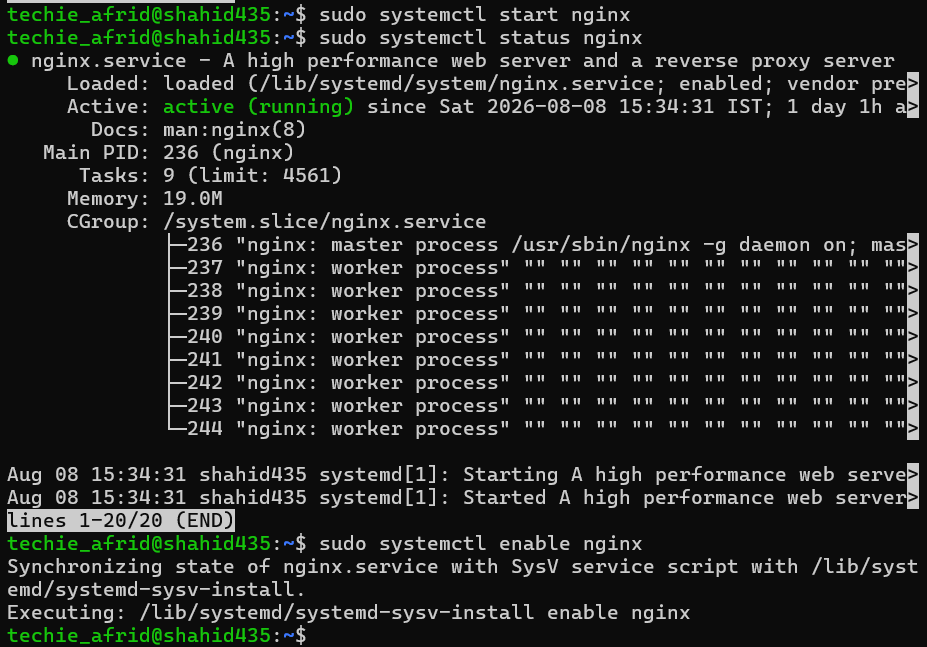 techie_afrid@shahid435:~$ sudo systemctl start nginx
techie_afrid@shahid435:~$ sudo systemctl status nginx
● nginx.service - A high performance web server and a reverse proxy server
     Loaded: loaded (/lib/systemd/system/nginx.service; enabled; vendor pre>
     Active: active (running) since Sat 2026-08-08 15:34:31 IST; 1 day 1h a>
       Docs: man:nginx(8)
   Main PID: 236 (nginx)
      Tasks: 9 (limit: 4561)
     Memory: 19.0M
     CGroup: /system.slice/nginx.service
             ├─236 "nginx: master process /usr/sbin/nginx -g daemon on; mas>
             ├─237 "nginx: worker process" "" "" "" "" "" "" "" "" "" "" "">
             ├─238 "nginx: worker process" "" "" "" "" "" "" "" "" "" "" "">
             ├─239 "nginx: worker process" "" "" "" "" "" "" "" "" "" "" "">
             ├─240 "nginx: worker process" "" "" "" "" "" "" "" "" "" "" "">
             ├─241 "nginx: worker process" "" "" "" "" "" "" "" "" "" "" "">
             ├─242 "nginx: worker process" "" "" "" "" "" "" "" "" "" "" "">
             ├─243 "nginx: worker process" "" "" "" "" "" "" "" "" "" "" "">
             └─244 "nginx: worker process" "" "" "" "" "" "" "" "" "" "" "">

Aug 08 15:34:31 shahid435 systemd[1]: Starting A high performance web serve>
Aug 08 15:34:31 shahid435 systemd[1]: Started A high performance web server>
lines 1-20/20 (END)
techie_afrid@shahid435:~$ sudo systemctl enable nginx
Synchronizing state of nginx.service with SysV service script with /lib/syst
emd/systemd-sysv-install.
Executing: /lib/systemd/systemd-sysv-install enable nginx
techie_afrid@shahid435:~$